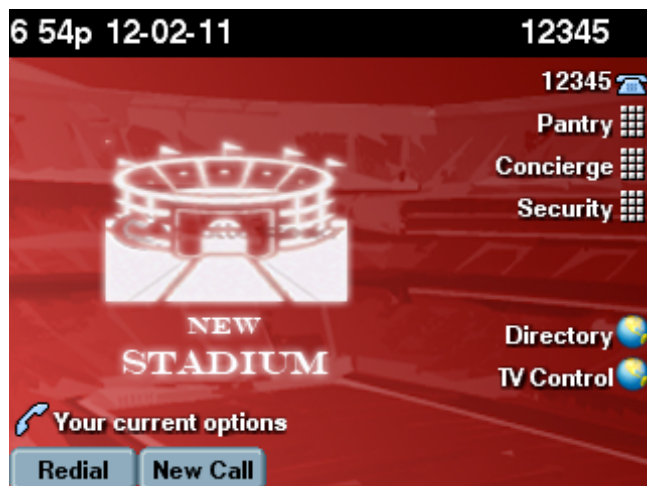 6 54p 12-02-11 12345
12345
Pantry
Concierge
Security
NEW
STADIUM
Directory
TV Control
Your current options
Redial New Call